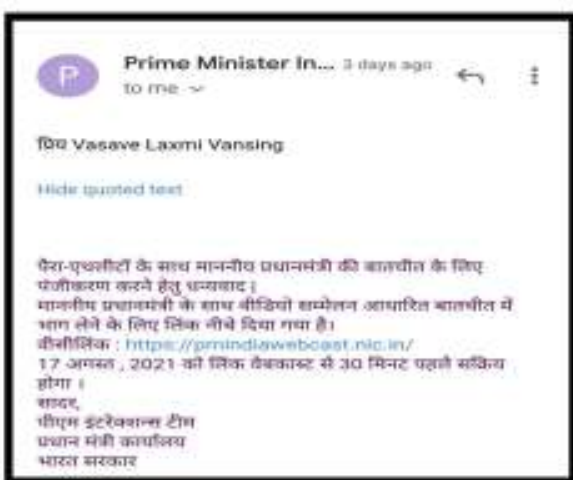 P
Prime Minister In... 3 days ago
to me
प्रिय Vasave Laxmi Vansing
Hide quoted text
पैरा-एथलीटों के साथ माननीय प्रधानमंत्री की बातचीत के लिए
पंजीकरण करने हेतु धन्यवाद।
माननीय प्रधानमंत्री के साथ वीडियो सम्मेलन आधारित बातचीत में
भाग लेने के लिए लिंक नीचे दिया गया है।
वीसीलिंक : https://pmindiawebcast.nic.in/
17 अगस्त , 2021 को लिंक वेबकास्ट से 30 मिनट पहले सक्रिय
होगा ।
सादर,
पीएम इंटरेक्शन्स टीम
प्रधान मंत्री कार्यालय
भारत सरकार